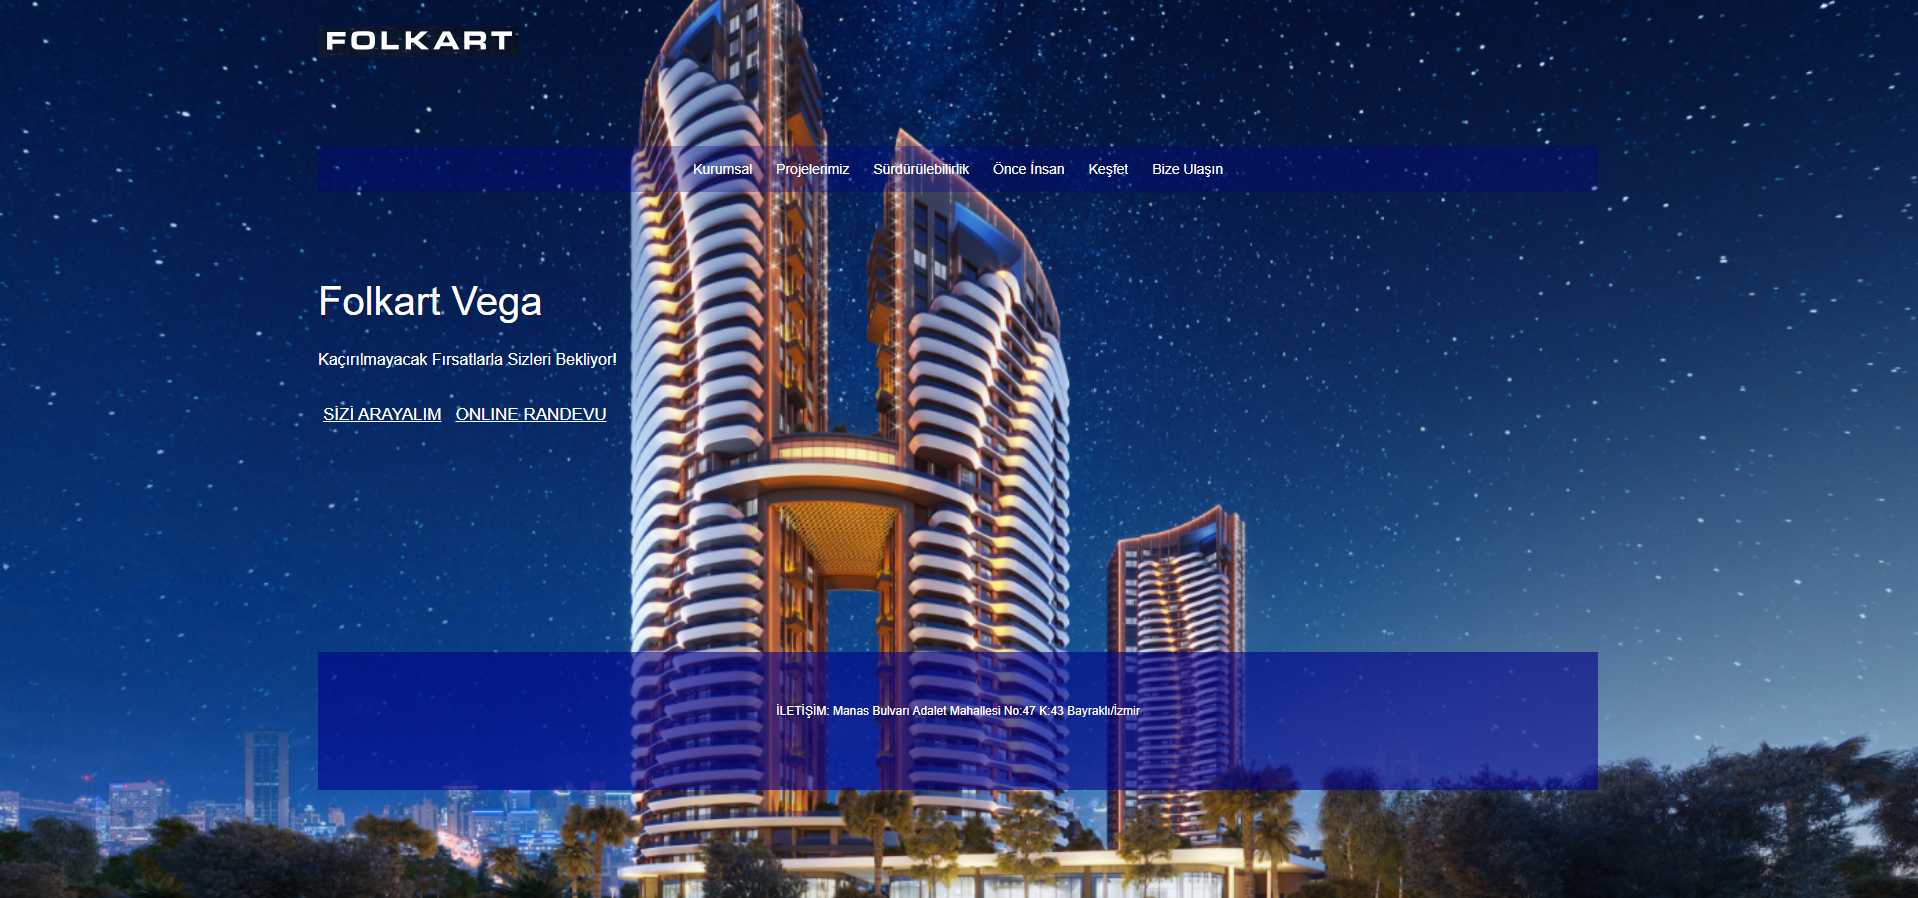 FOLKART
Kurumsal Projelerimiz Sürdürülebilirlik Önce İnsan Keşfet Bize Ulaşın
Folkart Vega
Kaçırılmayacak Fırsatlarla Sizleri Bekliyor!
SİZİ ARAYALIM ONLINE RANDEVU
İLETİŞİM: Manas Bulvarı Adalet Mahallesi No:47 K:43 Bayraklı/İzmir